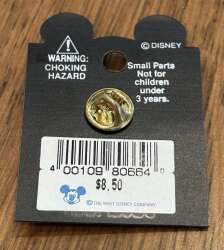 ⚠ WARNING:
CHOKING
HAZARD
© DISNEY
Small Parts
Not for
children
under
3 years.
4 00109 80664 0
$8.50
© THE WALT DISNEY COMPANY